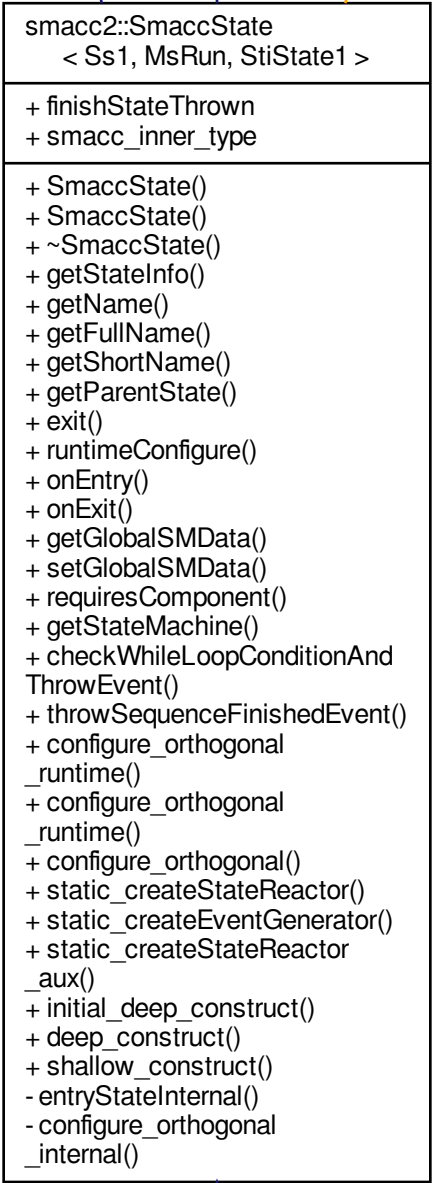 smacc2::SmaccState
< Ss1, MsRun, StiState1 >
+ finishStateThrown
+ smacc_inner_type
+ SmaccState()
+ SmaccState()
+ ~SmaccState()
+ getStateInfo()
+ getName()
+ getFullName()
+ getShortName()
+ getParentState()
+ exit()
+ runtimeConfigure()
+ onEntry()
+ onExit()
+ getGlobalSMData()
+ setGlobalSMData()
+ requiresComponent()
+ getStateMachine()
+ checkWhileLoopConditionAnd
ThrowEvent()
+ throwSequenceFinishedEvent()
+ configure_orthogonal
_runtime()
+ configure_orthogonal
_runtime()
+ configure_orthogonal()
+ static_createStateReactor()
+ static_createEventGenerator()
+ static_createStateReactor
_aux()
+ initial_deep_construct()
+ deep_construct()
+ shallow_construct()
- entryStateInternal()
- configure_orthogonal
_internal()